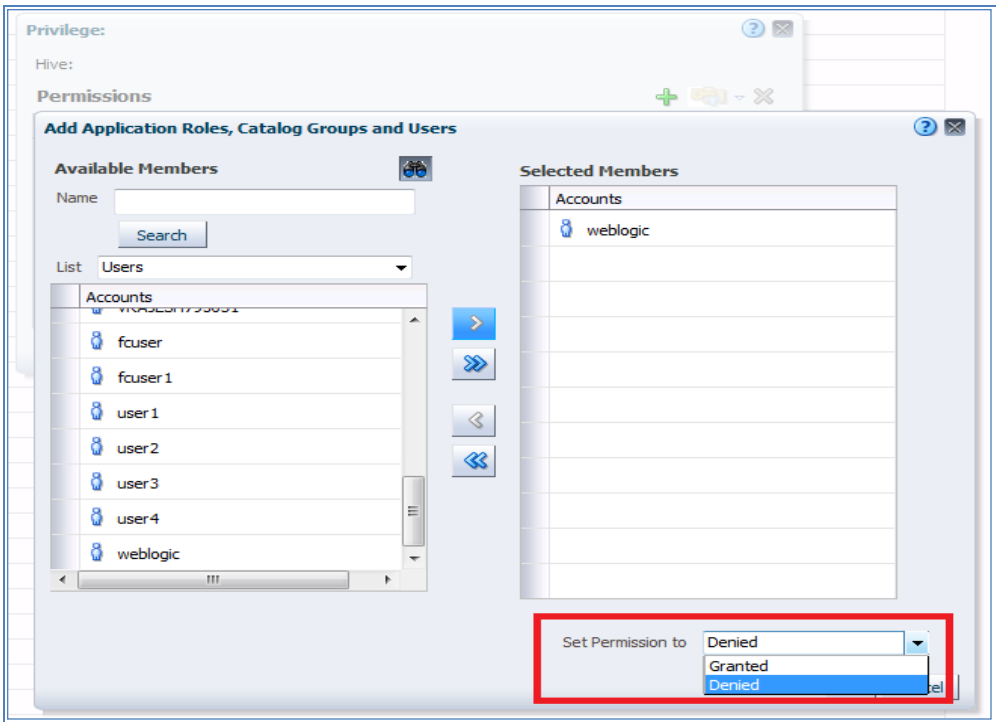 Privilege:
Hive:
Permissions
Add Application Roles, Catalog Groups and Users
Available Members
Name
Search
List Users
Accounts
fcuser
fcuser1
user1
user2
user3
user4
weblogic
Selected Members
Accounts
weblogic
Set Permission to Denied
Granted
Denied